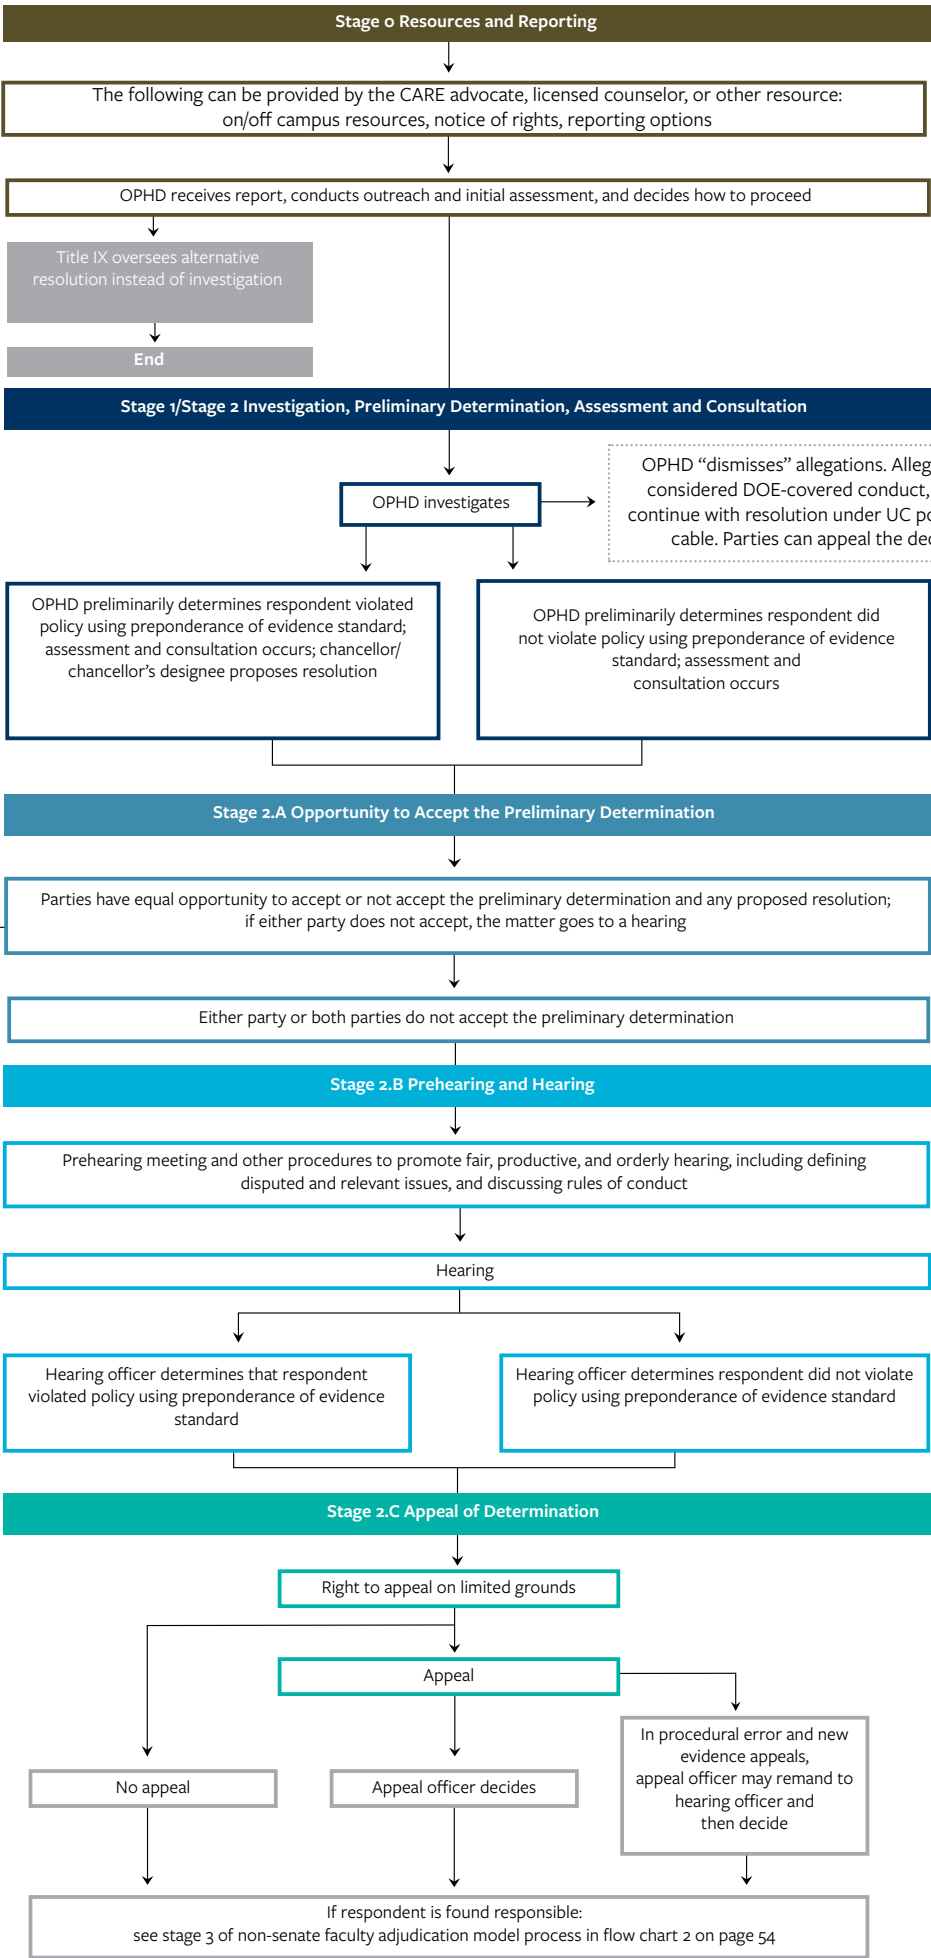 Stage 0 Resources and Reporting
The following can be provided by the CARE advocate, licensed counselor, or other resource:
on/off campus resources, notice of rights, reporting options
OPHD receives report, conducts outreach and initial assessment, and decides how to proceed
Title IX oversees alternative
resolution instead of investigation
End
Stage 1/Stage 2 Investigation, Preliminary Determination, Assessment and Consultation
OPHD investigates
OPHD “dismisses” allegations.
considered DOE-covered conduct,
continue with resolution under UC
cable. Parties can appeal the
OPHD preliminarily determines respondent violated
policy using preponderance of evidence standard;
assessment and consultation occurs; chancellor/
chancellor’s designee proposes resolution
OPHD preliminarily determines respondent did
not violate policy using preponderance of evidence
standard; assessment and
consultation occurs
Stage 2.A Opportunity to Accept the Preliminary Determination
Parties have equal opportunity to accept or not accept the preliminary determination and any proposed resolution;
if either party does not accept, the matter goes to a hearing
Either party or both parties do not accept the preliminary determination
Stage 2.B Prehearing and Hearing
Prehearing meeting and other procedures to promote fair, productive, and orderly hearing, including defining
disputed and relevant issues, and discussing rules of conduct
Hearing
Hearing officer determines that respondent
violated policy using preponderance of evidence
standard
Hearing officer determines respondent did not violate
policy using preponderance of evidence standard
Stage 2.C Appeal of Determination
Right to appeal on limited grounds
Appeal
In procedural error and new
evidence appeals,
appeal officer may remand to
hearing officer and
then decide
No appeal
Appeal officer decides
If respondent is found responsible:
see stage 3 of non-senate faculty adjudication model process in flow chart 2 on page 54